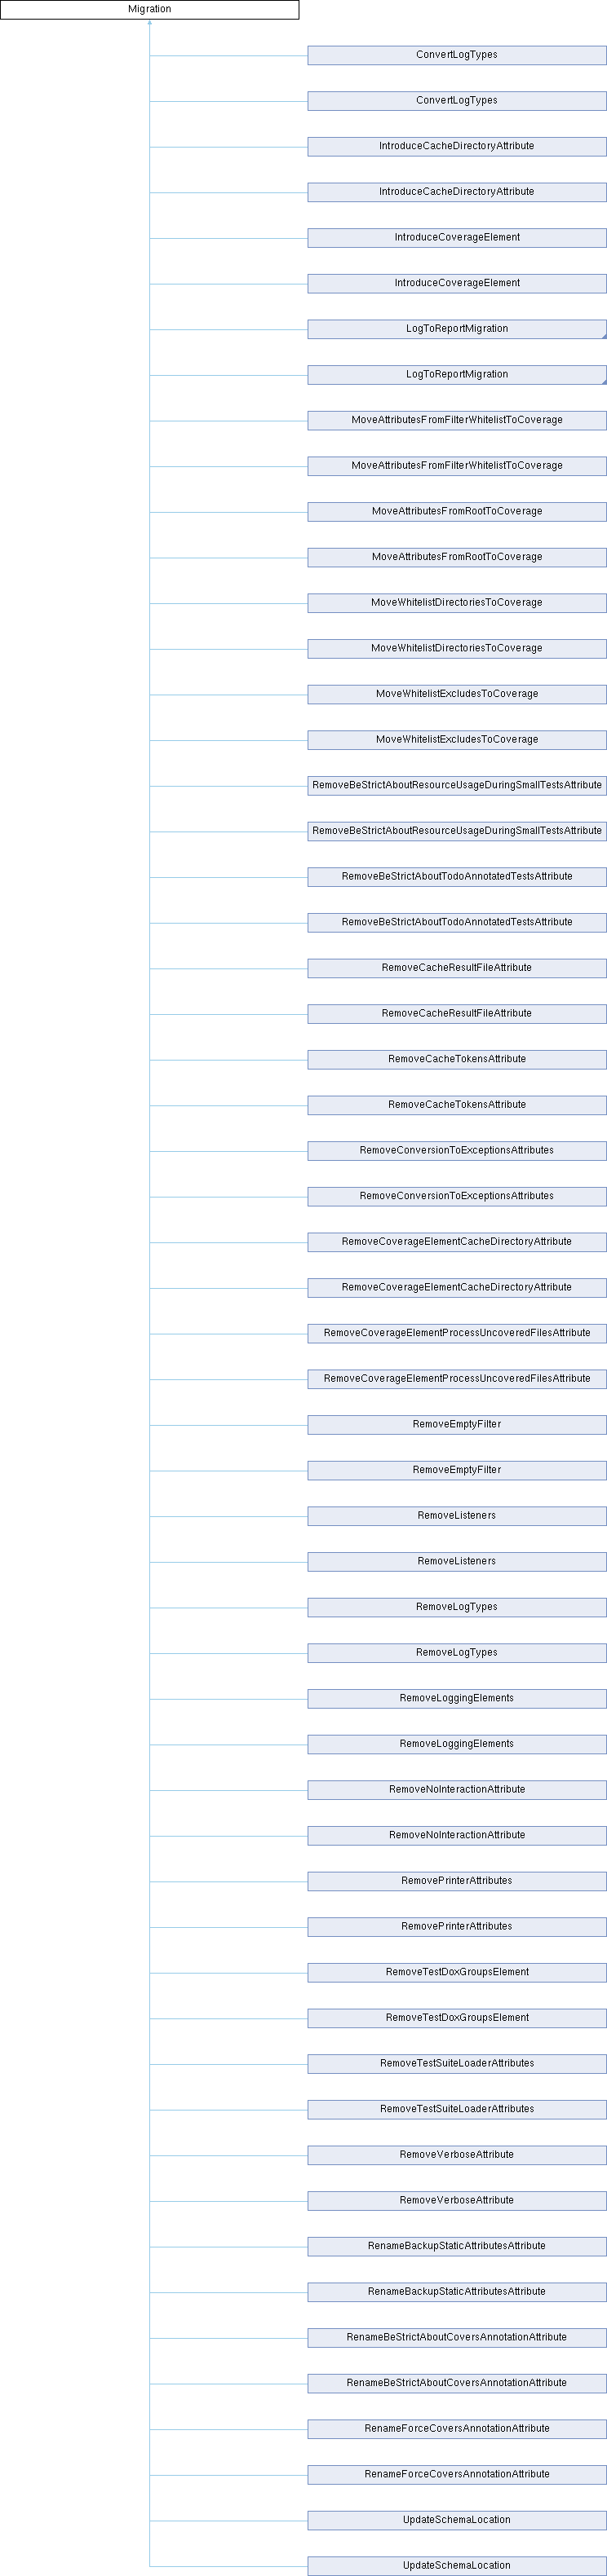 Migration
ConvertLogTypes
ConvertLogTypes
IntroduceCacheDirectoryAttribute
IntroduceCacheDirectoryAttribute
IntroduceCoverageElement
IntroduceCoverageElement
LogToReportMigration
LogToReportMigration
MoveAttributesFromFilterWhitelistToCoverage
MoveAttributesFromFilterWhitelistToCoverage
MoveAttributesFromRootToCoverage
MoveAttributesFromRootToCoverage
MoveWhitelistDirectoriesToCoverage
MoveWhitelistDirectoriesToCoverage
MoveWhitelistExcludesToCoverage
MoveWhitelistExcludesToCoverage
RemoveBeStrictAboutResourceUsageDuringSmallTestsAttribute
RemoveBeStrictAboutResourceUsageDuringSmallTestsAttribute
RemoveBeStrictAboutTodoAnnotatedTestsAttribute
RemoveBeStrictAboutTodoAnnotatedTestsAttribute
RemoveCacheResultFileAttribute
RemoveCacheResultFileAttribute
RemoveCacheTokensAttribute
RemoveCacheTokensAttribute
RemoveConversionToExceptionsAttributes
RemoveConversionToExceptionsAttributes
RemoveCoverageElementCacheDirectoryAttribute
RemoveCoverageElementCacheDirectoryAttribute
RemoveCoverageElementProcessUncoveredFilesAttribute
RemoveCoverageElementProcessUncoveredFilesAttribute
RemoveEmptyFilter
RemoveEmptyFilter
RemoveListeners
RemoveListeners
RemoveLogTypes
RemoveLogTypes
RemoveLoggingElements
RemoveLoggingElements
RemoveNoInteractionAttribute
RemoveNoInteractionAttribute
RemovePrinterAttributes
RemovePrinterAttributes
RemoveTestDoxGroupsElement
RemoveTestDoxGroupsElement
RemoveTestSuiteLoaderAttributes
RemoveTestSuiteLoaderAttributes
RemoveVerboseAttribute
RemoveVerboseAttribute
RenameBackupStaticAttributesAttribute
RenameBackupStaticAttributesAttribute
RenameBeStrictAboutCoversAnnotationAttribute
RenameBeStrictAboutCoversAnnotationAttribute
RenameForceCoversAnnotationAttribute
RenameForceCoversAnnotationAttribute
UpdateSchemaLocation
UpdateSchemaLocation